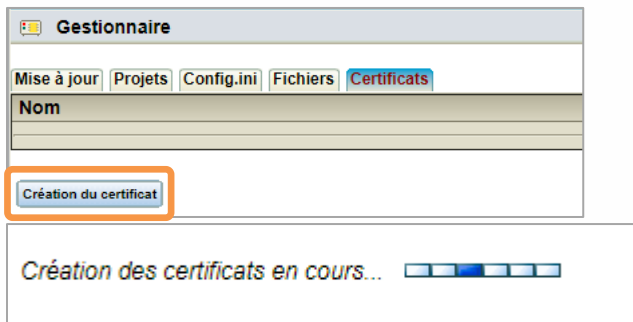 Gestionnaire
Mise à jour Projets Config.ini Fichiers Certificats
Nom
Création du certificat
Création des certificats en cours...